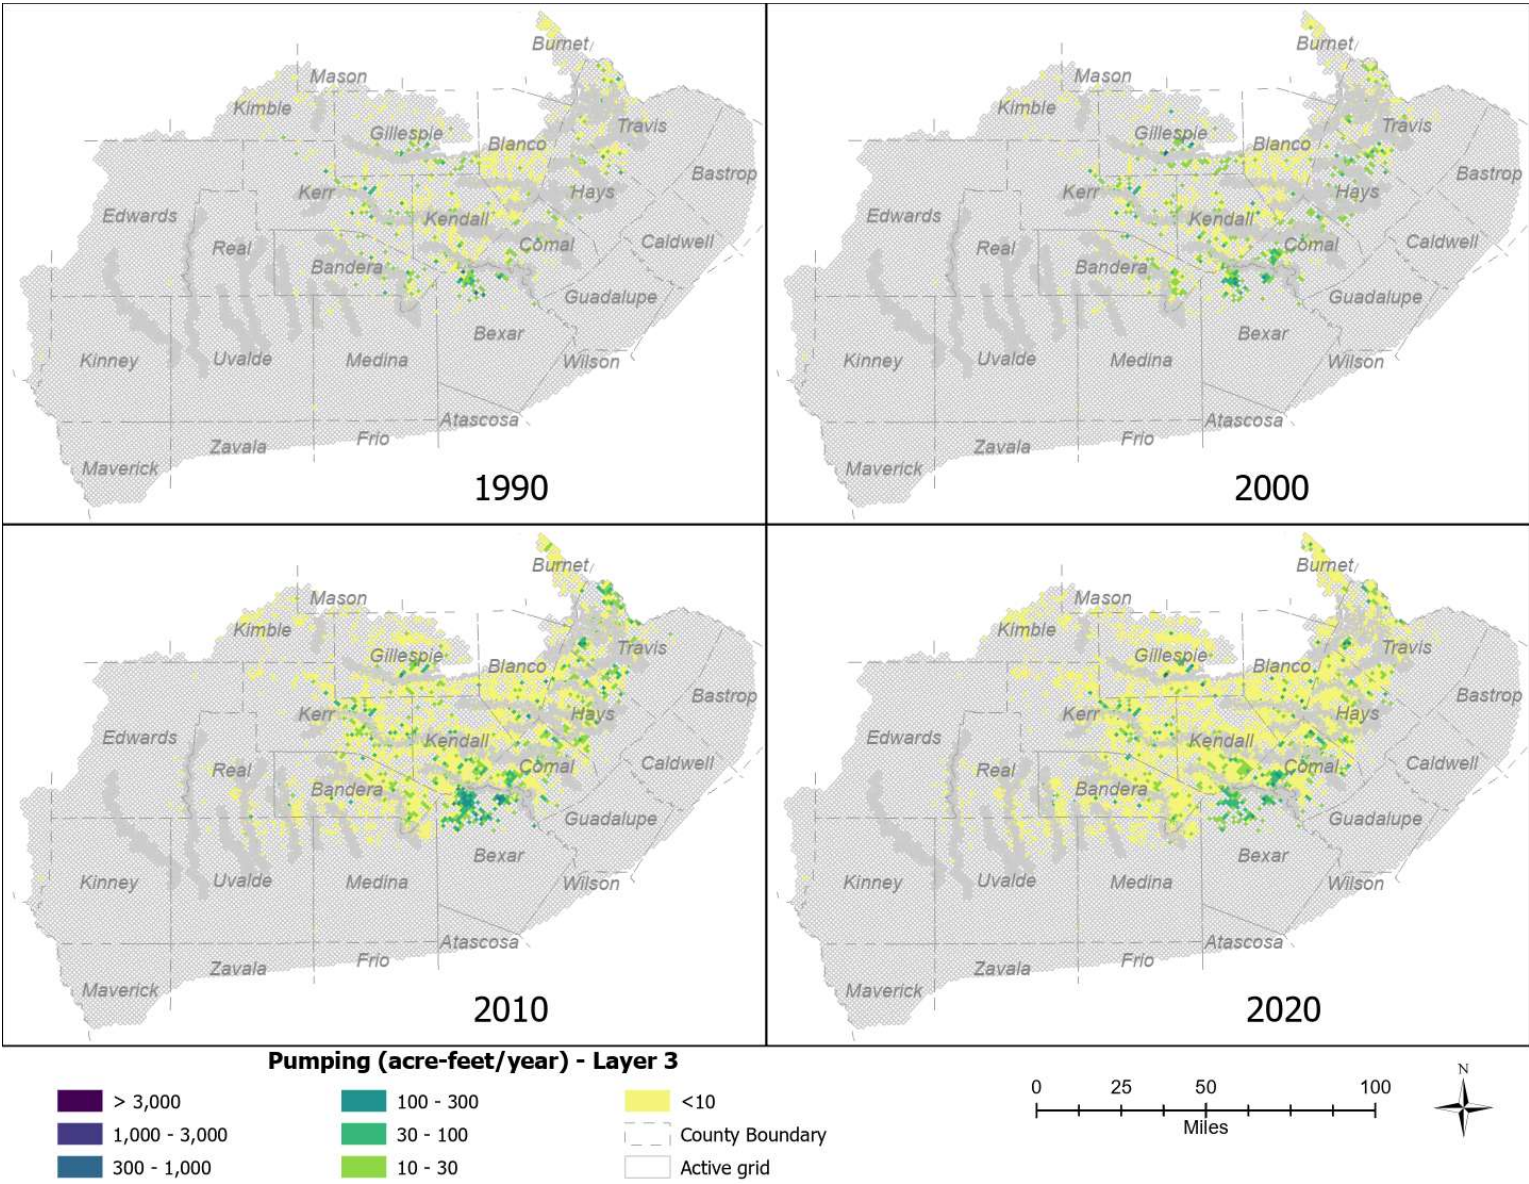 Burnet
Mason
Kimble
Gillespie
Travis
Blanco
Bastrop
Kerr
Hays
Edwards
Kendall
Real
Comal
Caldwell
Bandera
Guadalupe
Bexar
Kinney
Uvalde
Medina
Wilson
Atascosa
Zavala
Frio
Maverick
1990
Burnet
Mason
Kimble
Gillespie
Travis
Blanco
Bastrop
Kerr
Hays
Edwards
Kendall
Real
Comal
Caldwell
Bandera
Guadalupe
Bexar
Kinney
Uvalde
Medina
Wilson
Atascosa
Zavala
Frio
Maverick
2000
Burnet
Mason
Kimble
Gillespie
Travis
Blanco
Bastrop
Kerr
Hays
Edwards
Kendall
Real
Comal
Caldwell
Bandera
Guadalupe
Bexar
Kinney
Uvalde
Medina
Wilson
Atascosa
Zavala
Frio
Maverick
2010
Burnet
Mason
Kimble
Gillespie
Travis
Blanco
Bastrop
Kerr
Hays
Edwards
Kendall
Real
Comal
Caldwell
Bandera
Guadalupe
Bexar
Kinney
Uvalde
Medina
Wilson
Atascosa
Zavala
Frio
Maverick
2020
Pumping (acre-feet/year) - Layer 3
> 3,000
1,000 - 3,000
300 - 1,000
100 - 300
30 - 100
10 - 30
<10
County Boundary
Active grid
0 25 50 100
Miles
N